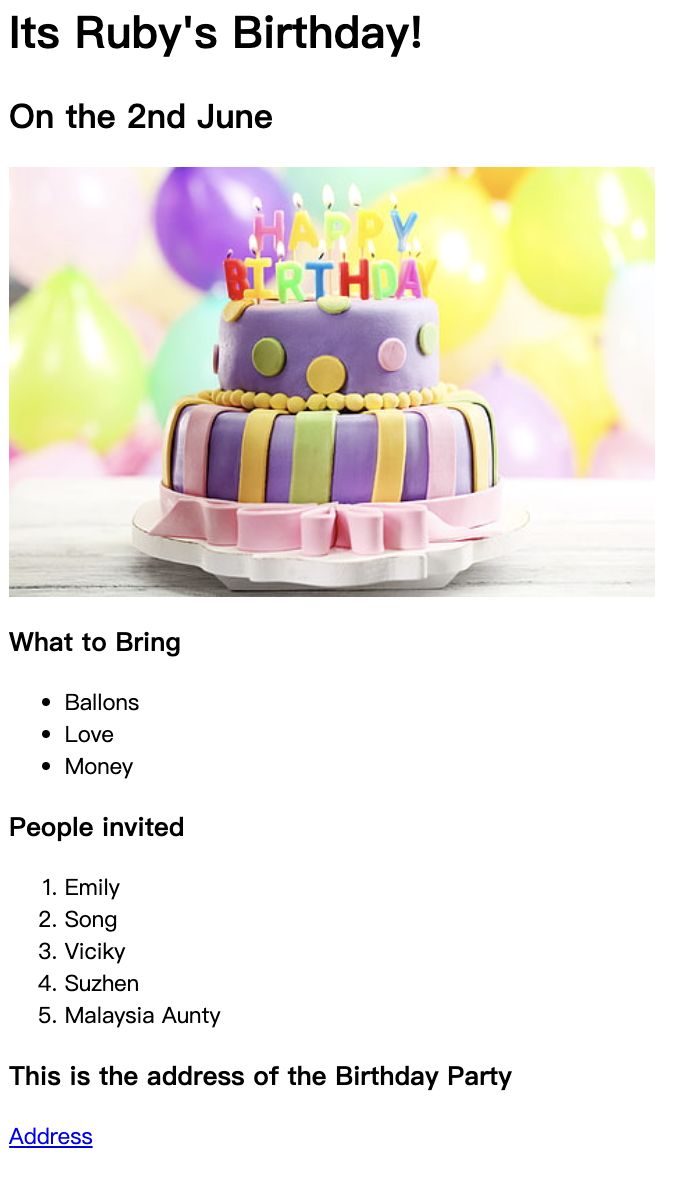 Its Ruby's Birthday!
On the 2nd June
HAPPY
BIRTHDAY
What to Bring
• Ballons
• Love
• Money
People invited
1. Emily
2. Song
3. Viciky
4. Suzhen
5. Malaysia Aunty
This is the address of the Birthday Party
Address